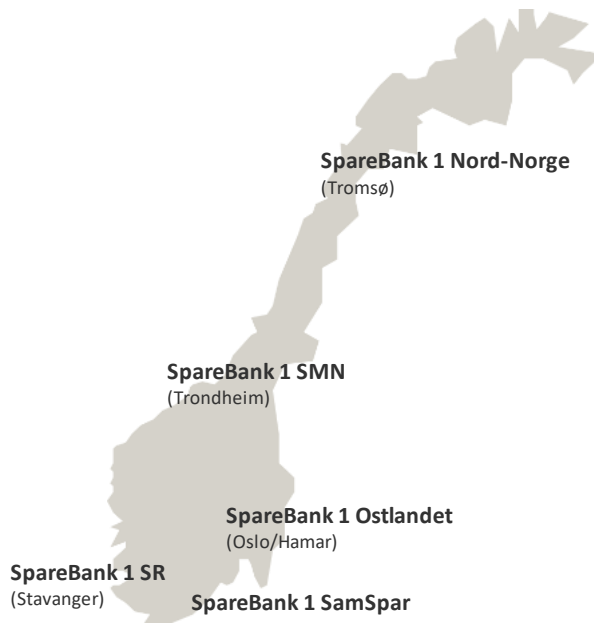 SpareBank 1 Nord-Norge
(Tromsø)
SpareBank 1 SMN
(Trondheim)
SpareBank 1 Ostlandet
(Oslo/Hamar)
SpareBank 1 SR
(Stavanger)
SpareBank 1 SamSpar